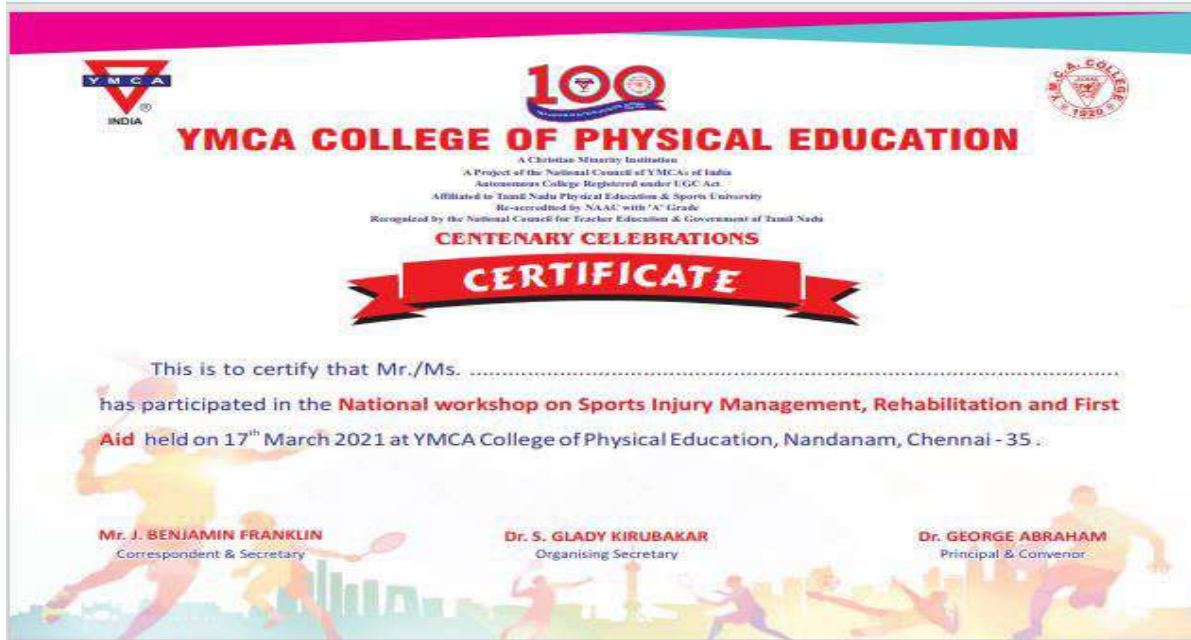 YMCA
®
INDIA
100
Y.M.C.A. COLLEGE
1920
YMCA COLLEGE OF PHYSICAL EDUCATION
A Christian Minority Institution
A Project of the National Council of YMCAs of India
Autonomous College Registered under UGC Act
Affiliated to Tamil Nadu Physical Education & Sports University
Re-accredited by NAAC with 'A' Grade
Recognized by the National Council for Teacher Education & Government of Tamil Nadu
CENTENARY CELEBRATIONS
CERTIFICATE
This is to certify that Mr./Ms. ....................................................................................................
has participated in the National workshop on Sports Injury Management, Rehabilitation and First
Aid held on 17th March 2021 at YMCA College of Physical Education, Nandanam, Chennai - 35 .
Mr. J. BENJAMIN FRANKLIN
Correspondent & Secretary
Dr. S. GLADY KIRUBAKAR
Organising Secretary
Dr. GEORGE ABRAHAM
Principal & Convenor